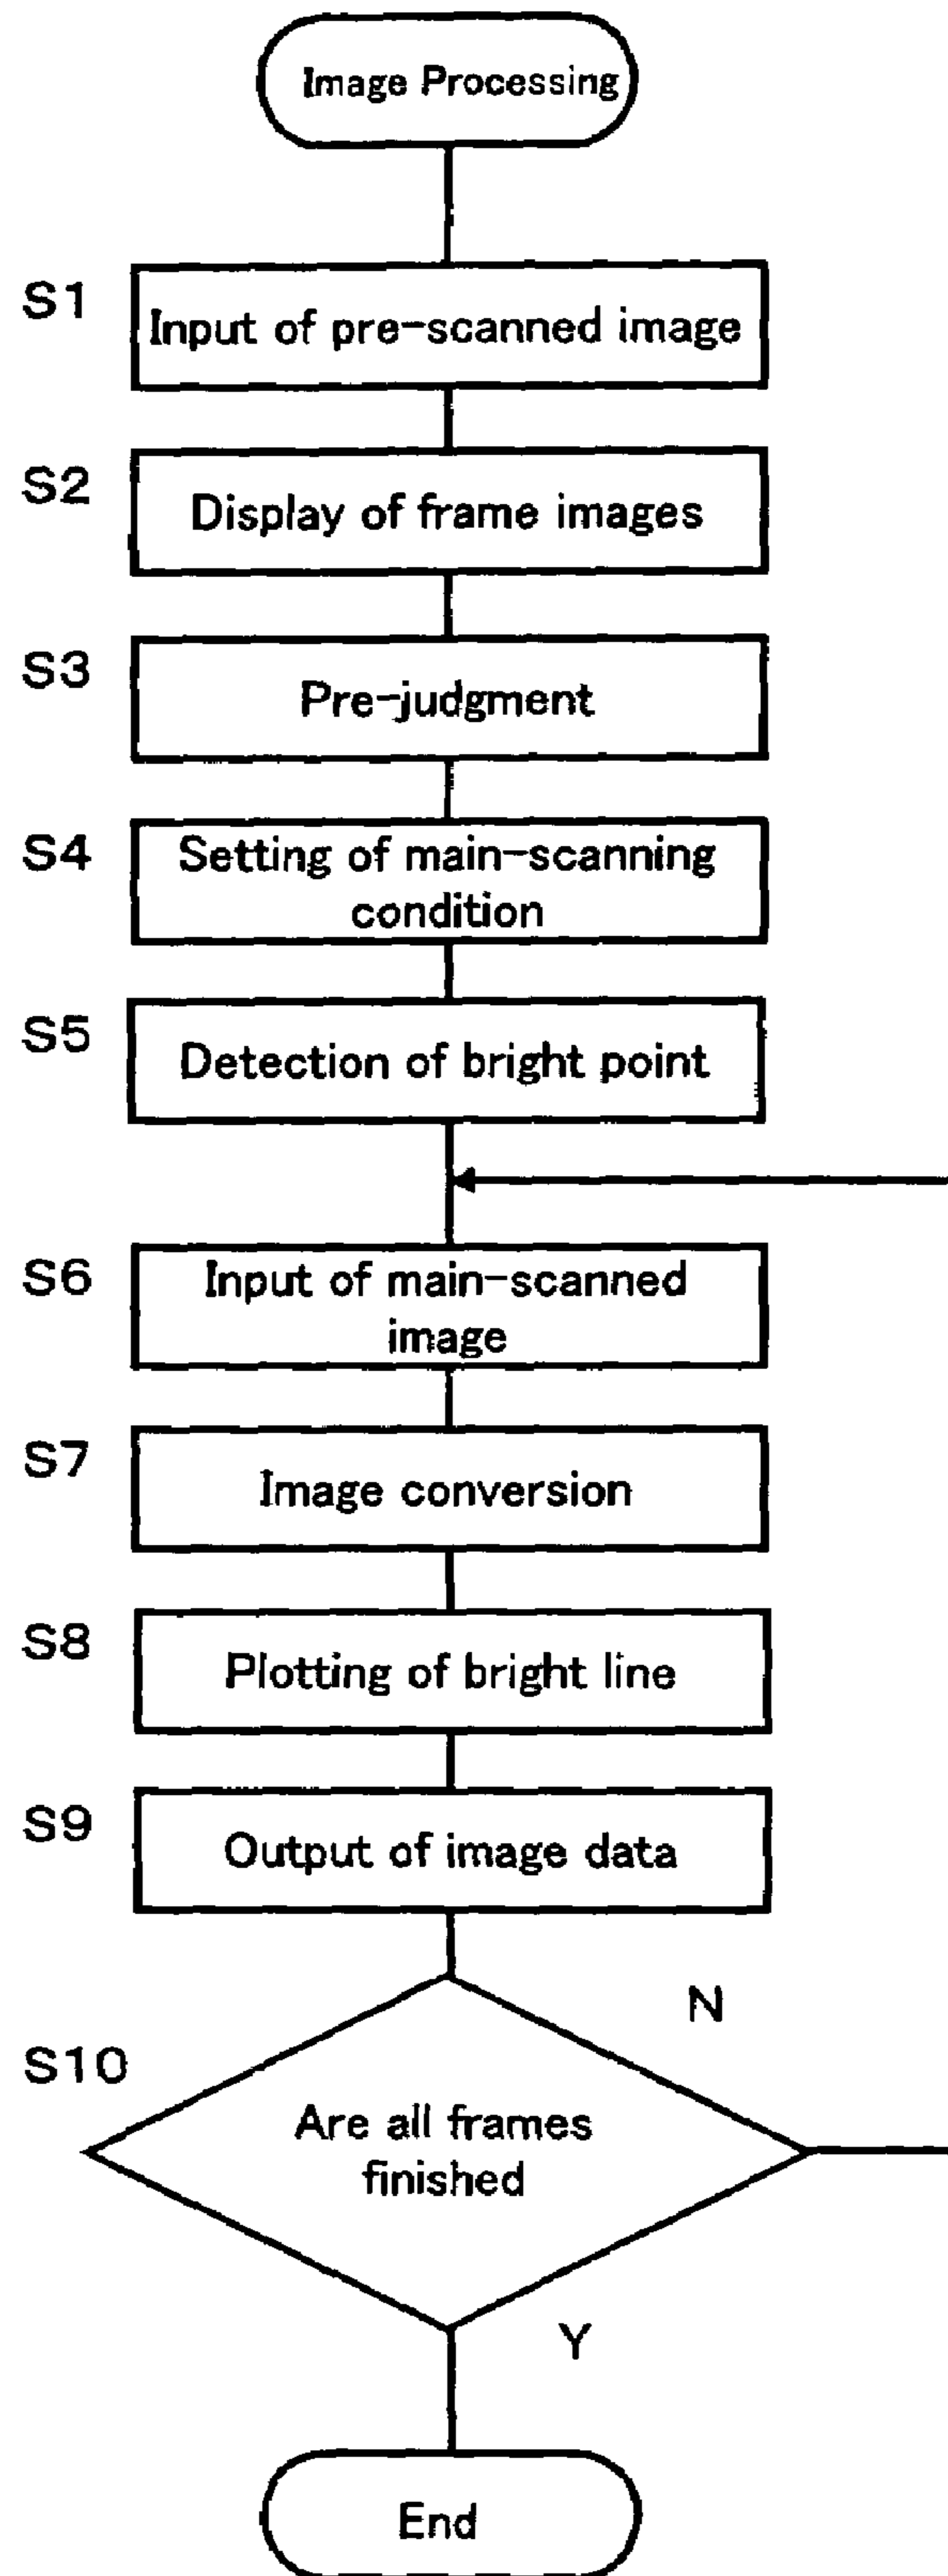 Image Processing
S1
Input of pre-scanned image
S2
Display of frame images
S3
Pre-judgment
S4
Setting of main-scanning
condition
S5
Detection of bright point
S6
Input of main-scanned
image
S7
Image conversion
S8
Plotting of bright line
S9
Output of image data
N
S10
Are all frames
finished
Y
End